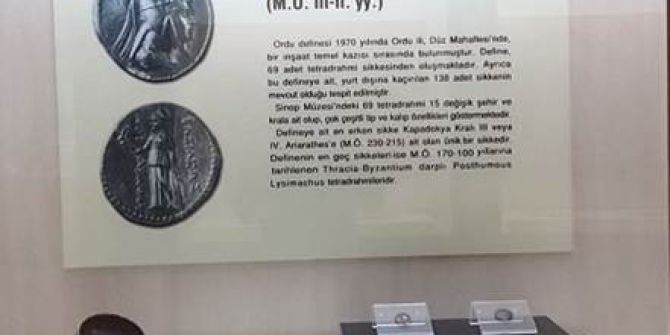 (M.Ö. III-II. yy.)
Ordu definesi 1970 yılında Ordu ili, Düz Mahallesi'nde,
bir inşaat temel kazısı sırasında bulunmuştur. Define,
69 adet tetradrahmi sikkesinden oluşmaktadır. Ayrıca
bu defineye ait, yurt dışına kaçırılan 138 adet sikkenin
mevcut olduğu tespit edilmiştir.
Sinop Müzesi'ndeki 69 tetradrahmi 15 değişik şehir ve
krala ait olup, çok çeşitli tip ve kalıp özellikleri göstermektedir.
Defineye ait en erken sikke Kapadokya Kralı III veya
IV. Ariarathes'e (M.Ö. 230-215) ait olan ünik bir sikkedir.
Definenin en geç sikkeleri ise M.Ö. 170-100 yıllarına
tarihlenen Thracia-Byzantium darplı Posthumous
Lysimachus tetradrahmileridir.